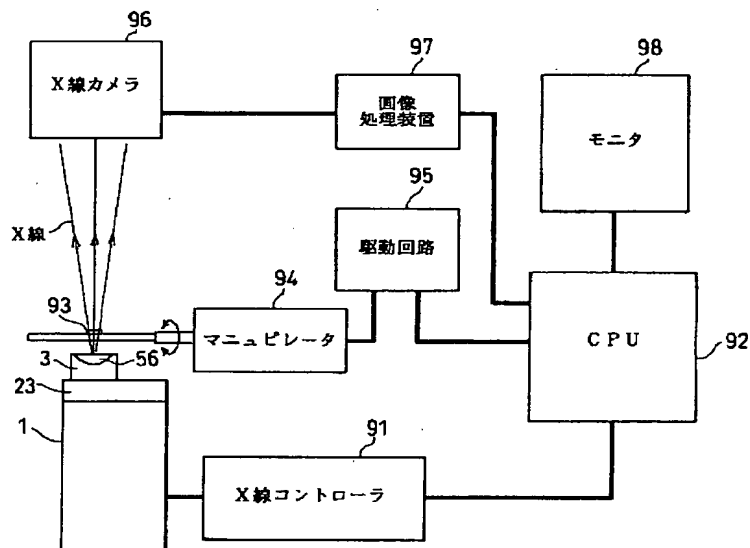 96
X線カメラ
97
画像
処理装置
98
モニタ
X線
95
駆動回路
93
94
マニュピレータ
3
56
CPU
92
23
1
91
X線コントローラ